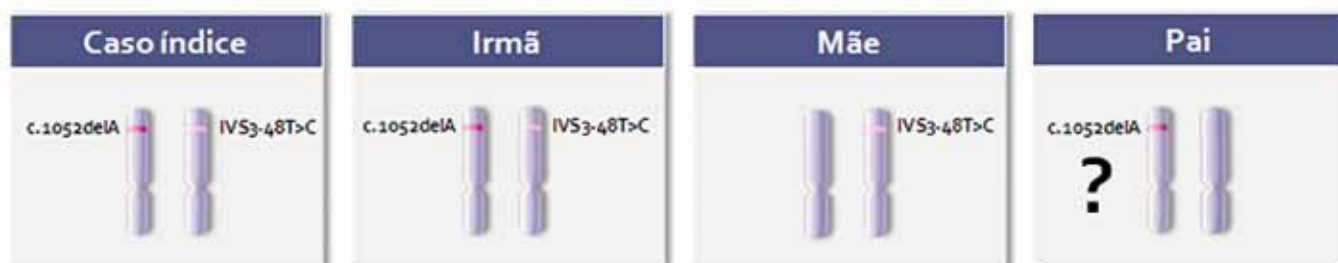 Caso índice
c.1052delA
IVS3-48T>C
Irmã
c.1052delA
IVS3-48T>C
Mãe
IVS3-48T>C
Pai
c.1052delA
?